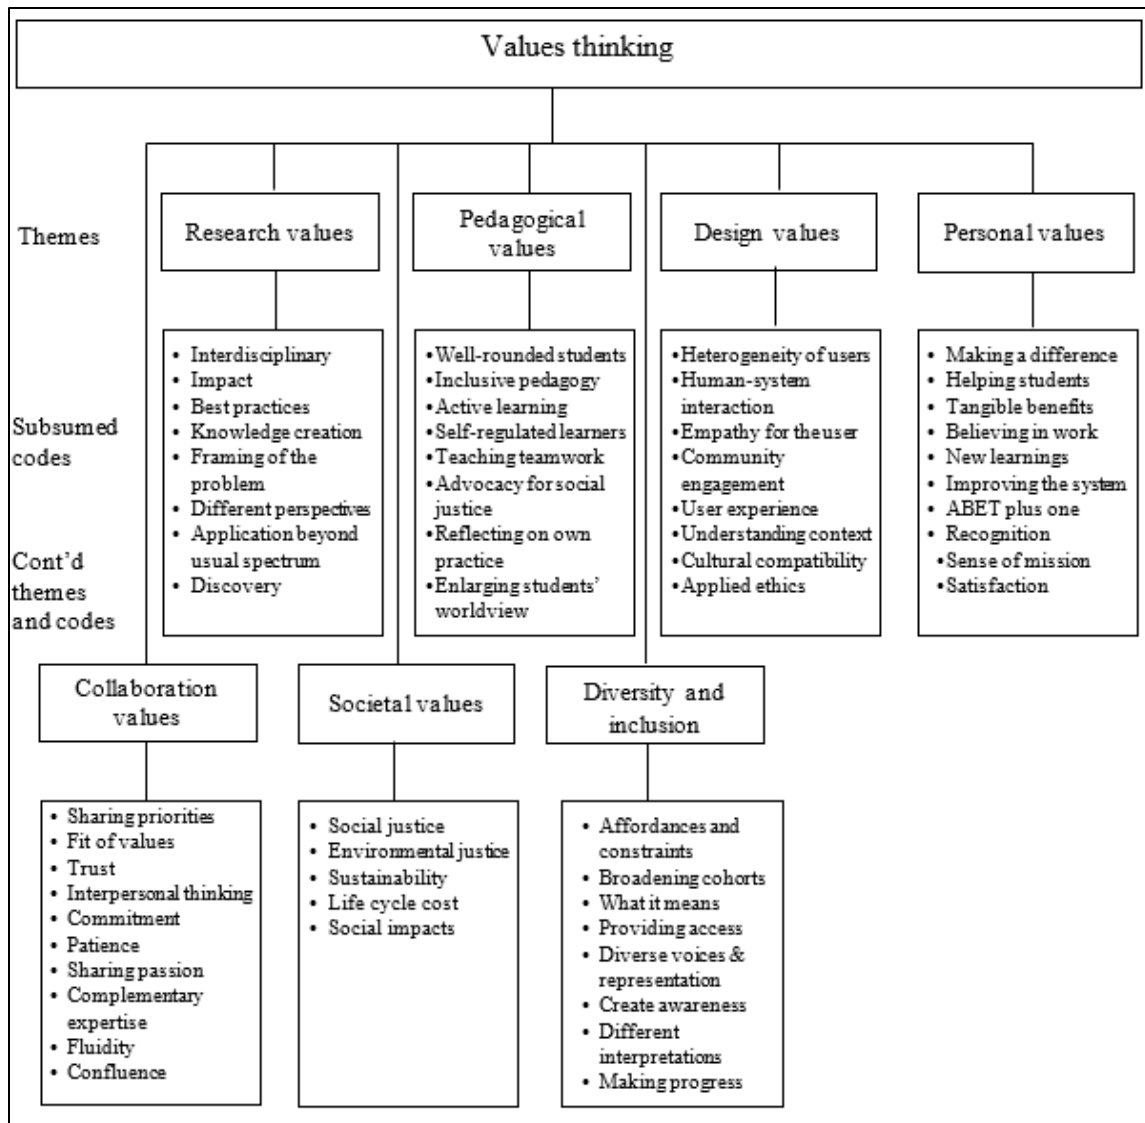 Values thinking
Themes
Research values
Pedagogical
values
Design values
Personal values
Subsumed
codes
• Interdisciplinary
• Impact
• Best practices
• Knowledge creation
• Framing of the
problem
• Different perspectives
• Application beyond
usual spectrum
• Discovery
•Well-rounded students
•Inclusive pedagogy
•Active learning
•Self-regulated learners
•Teaching teamwork
•Advocacy for social
justice
•Reflecting on own
practice
•Enlarging students’
worldview
•Heterogeneity of users
•Human-system
interaction
•Empathy for the user
•Community
engagement
•User experience
•Understanding context
•Cultural compatibility
•Applied ethics
• Making a difference
• Helping students
• Tangible benefits
• Believing in work
• New learnings
• Improving the system
• ABET plus one
• Recognition
•Sense of mission
•Satisfaction
Cont’d
themes
and codes
Collaboration
values
Societal values
Diversity and
inclusion
• Sharing priorities
• Fit of values
• Trust
• Interpersonal thinking
• Commitment
• Patience
• Sharing passion
• Complementary
expertise
• Fluidity
• Confluence
• Social justice
• Environmental justice
• Sustainability
• Life cycle cost
• Social impacts
• Affordances and
constraints
• Broadening cohorts
• What it means
• Providing access
• Diverse voices &
representation
• Create awareness
• Different
interpretations
• Making progress